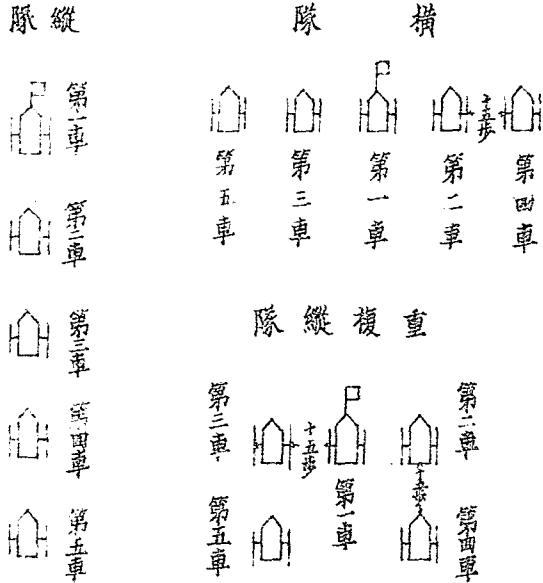 橫隊
第四車
十五步
第二車
第一車
第三車
第五車
重複縱隊
第二車
十五步
第四車
第一車
十五步
第三車
第五車
縱隊
第一車
第二車
第三車
第四車
第五車